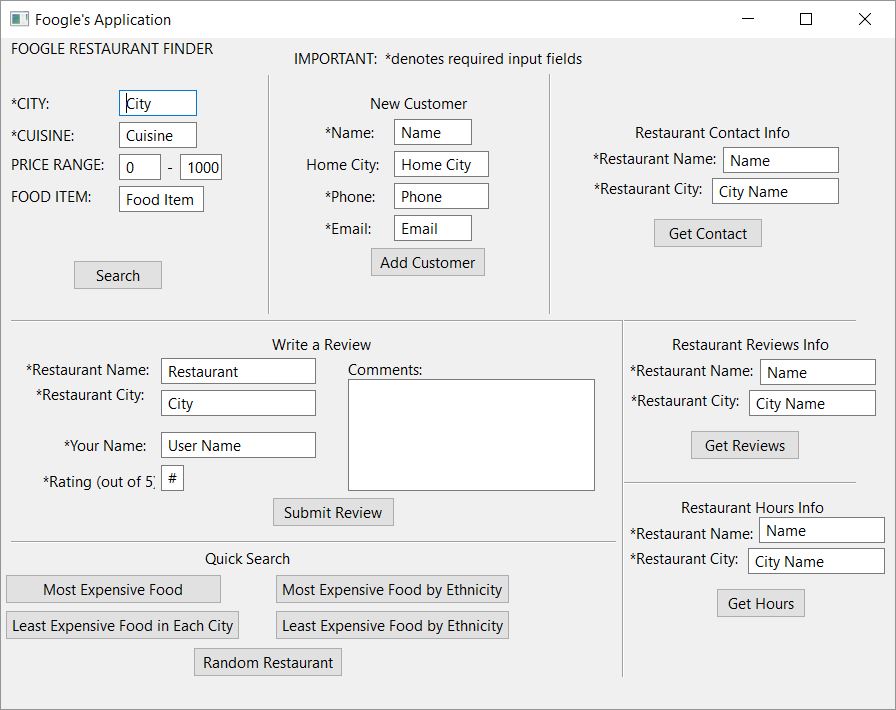 Foogle's Application
FOOGLE RESTAURANT FINDER
IMPORTANT: *denotes required input fields
*CITY: City
*CUISINE: Cuisine
PRICE RANGE: 0 - 1000
FOOD ITEM: Food Item
Search
New Customer
*Name: Name
Home City: Home City
*Phone: Phone
*Email: Email
Add Customer
Restaurant Contact Info
*Restaurant Name: Name
*Restaurant City: City Name
Get Contact
Write a Review
*Restaurant Name: Restaurant
*Restaurant City: City
*Your Name: User Name
*Rating (out of 5) #
Comments:
Submit Review
Restaurant Reviews Info
*Restaurant Name: Name
*Restaurant City: City Name
Get Reviews
Restaurant Hours Info
*Restaurant Name: Name
*Restaurant City: City Name
Get Hours
Quick Search
Most Expensive Food
Most Expensive Food by Ethnicity
Least Expensive Food in Each City
Least Expensive Food by Ethnicity
Random Restaurant